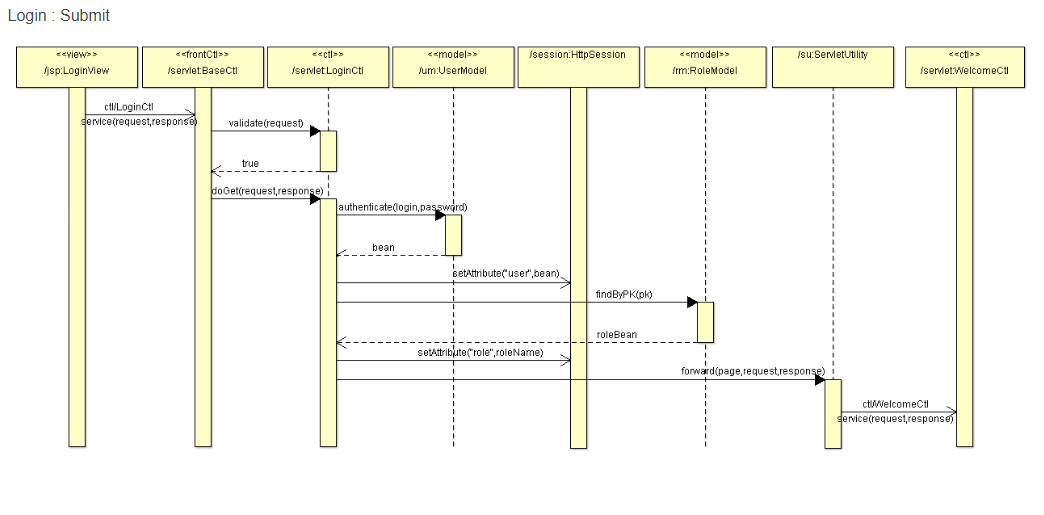 Login : Submit
<<view>>
/jsp:LoginView
<<frontCtl>>
/servlet:BaseCtl
<<ctl>>
/servlet:LoginCtl
<<model>>
/um:UserModel
/session:HttpSession
<<model>>
/rm:RoleModel
/su:ServletUtility
<<ctl>>
/servlet:WelcomeCtl
ctl/LoginCtl
service(request,response)
validate(request)
true
doGet(request,response)
authenticate(login,password)
bean
setAttribute("user",bean)
findByPK(pk)
roleBean
setAttribute("role",roleName)
forward(page,request,response)
ctl/WelcomeCtl
service(request,response)